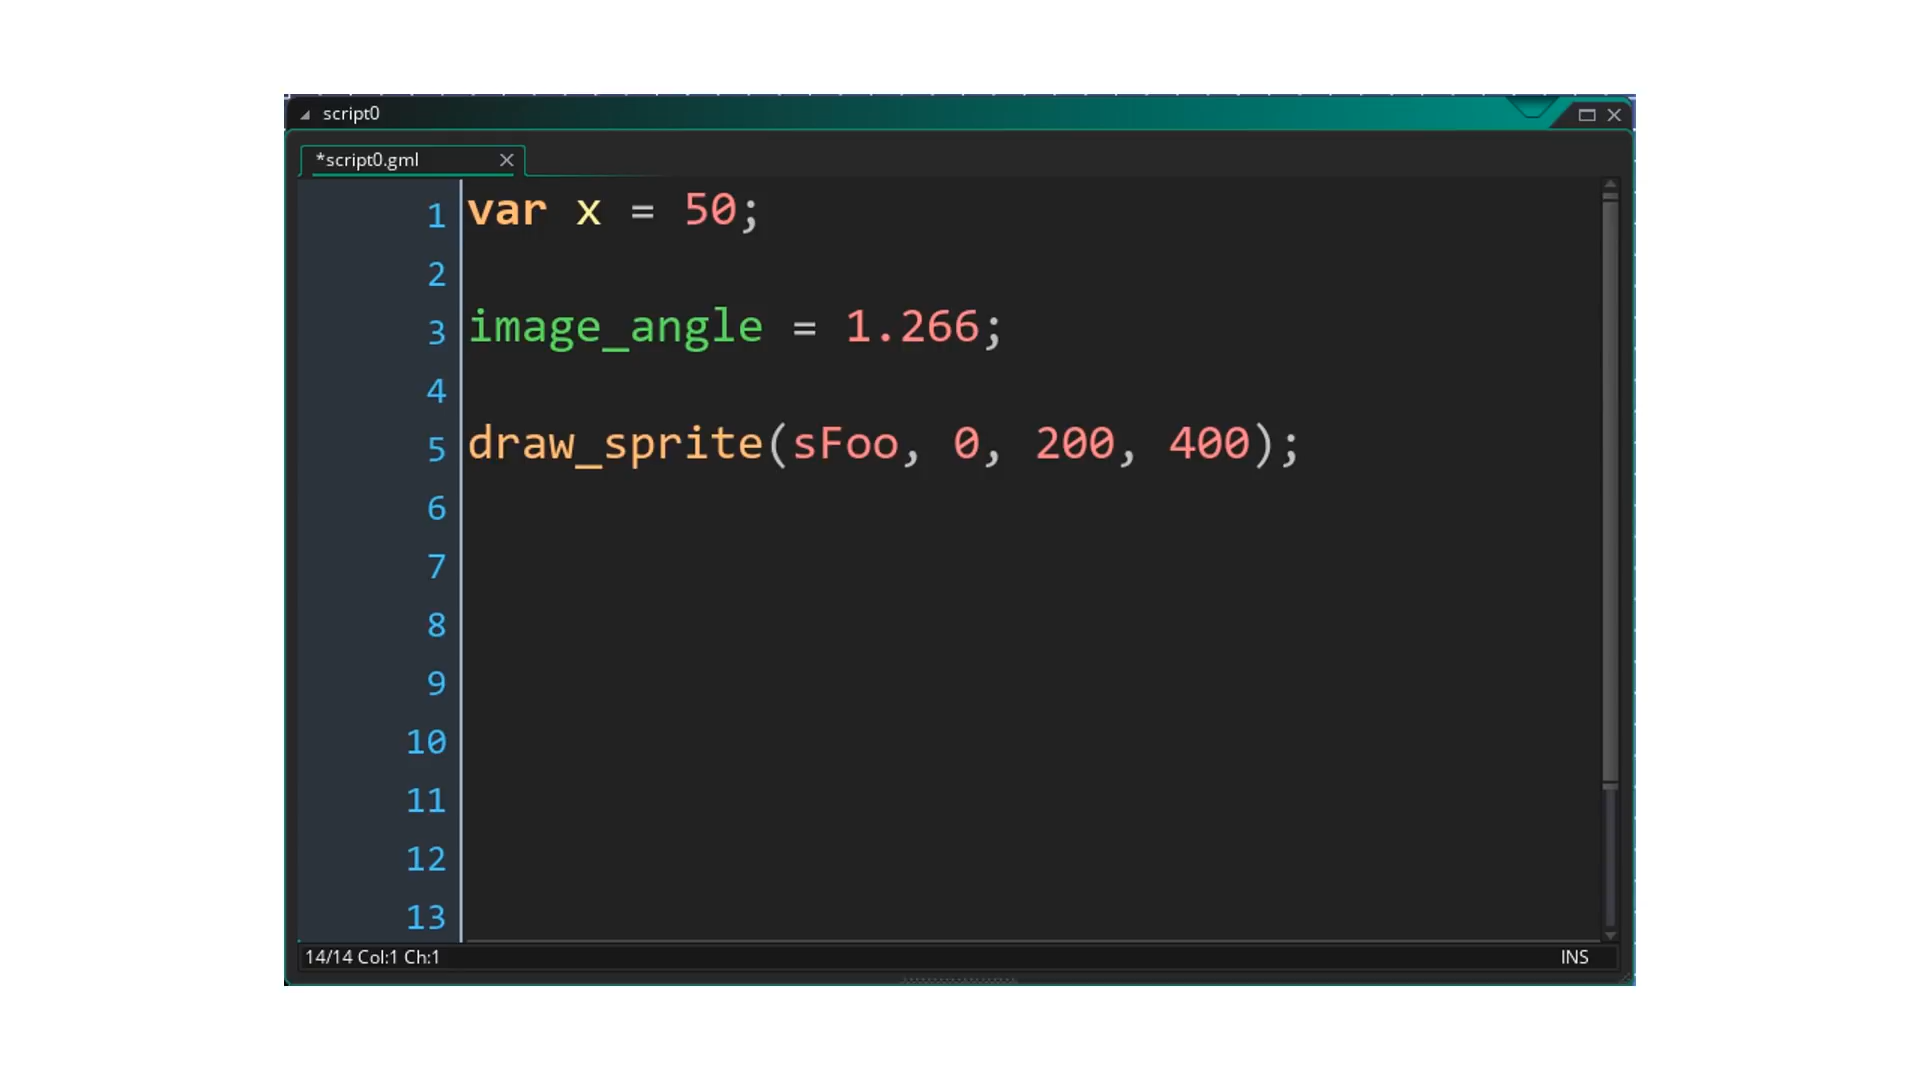 script0
*script0.gml
1 var x = 50;
2
3 image_angle = 1.266;
4
5 draw_sprite(sFoo, 0, 200, 400);
6
7
8
9
10
11
12
13
14/14 Col:1 Ch:1 INS